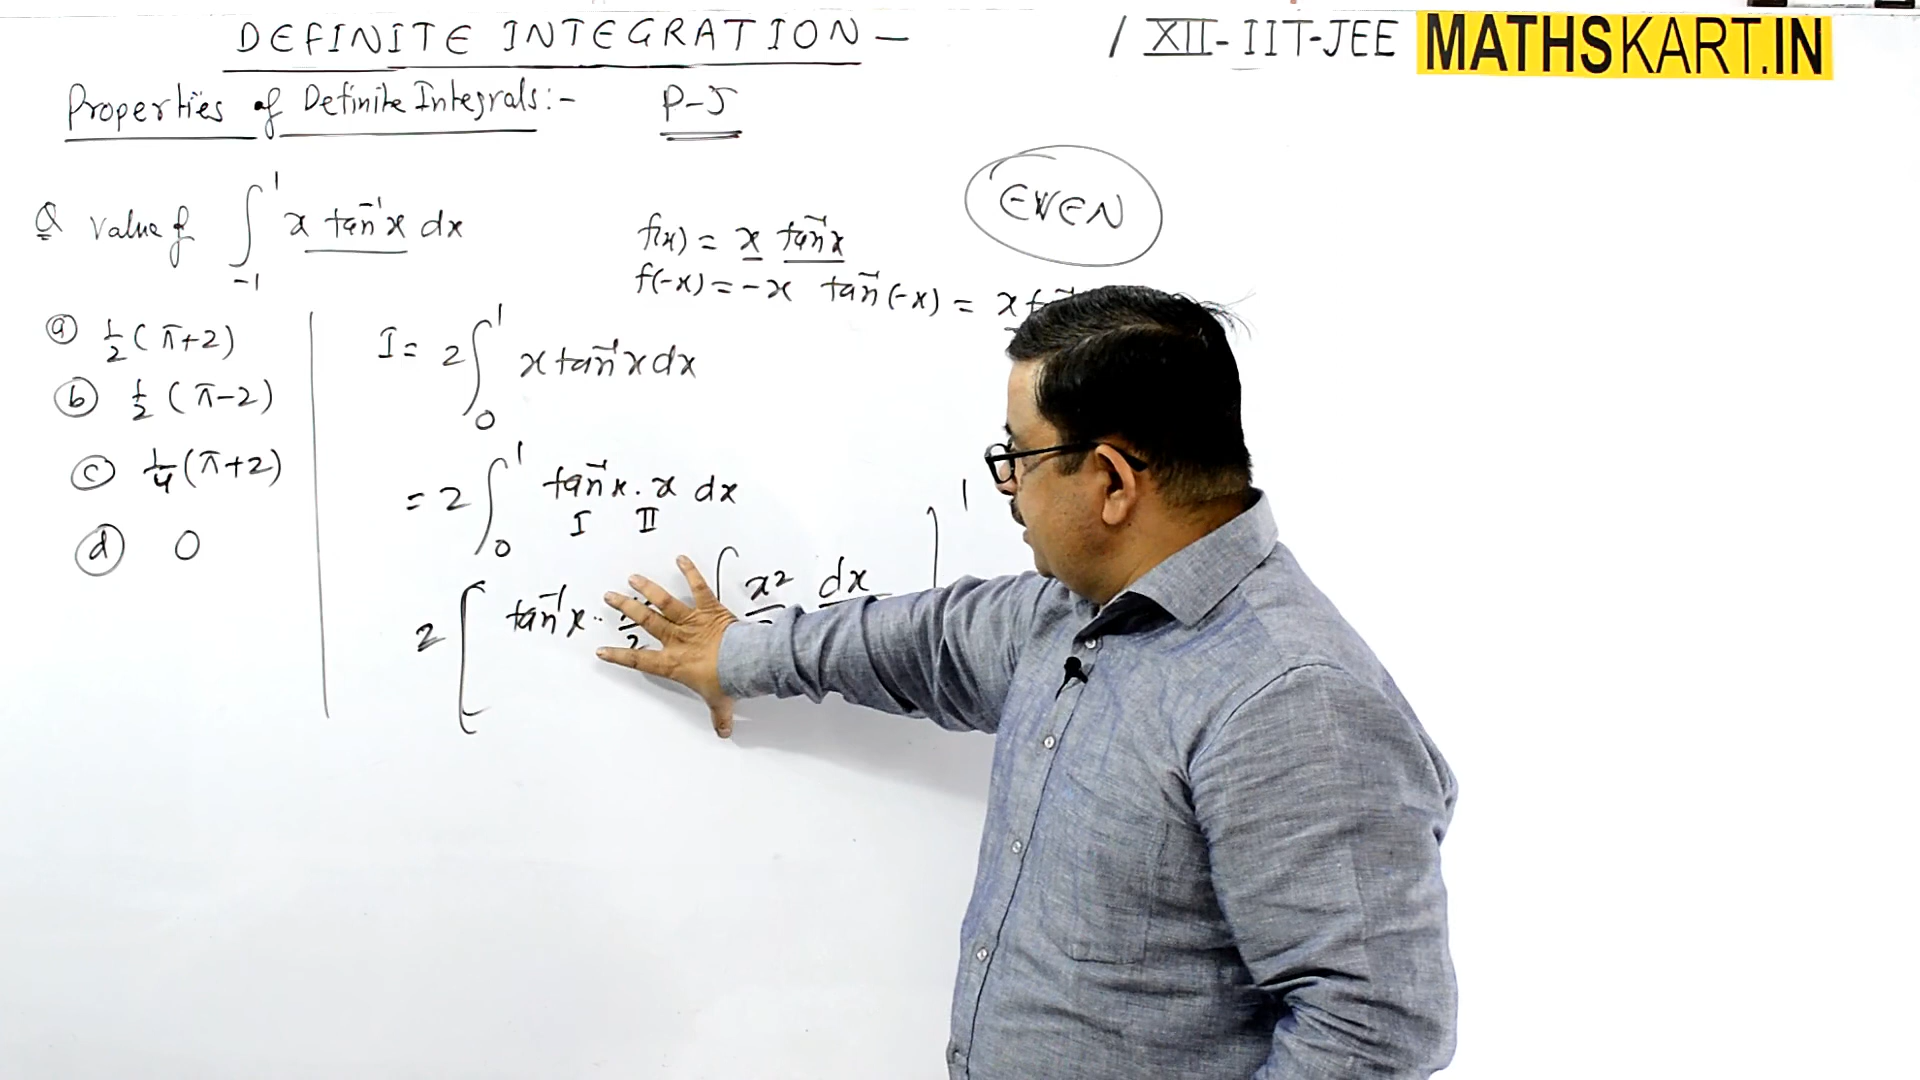 DEFINITE INTEGRATION —
/ XII-IIT-JEE
MATHSKART.IN
Properties of Definite Integrals:-
P-5
Q Value of ∫₋₁¹ x tan⁻¹x dx
EVEN
f(x) = x tan⁻¹x
f(-x) = -x tan⁻¹(-x) = x
(a) 1/2 (π+2)
(b) 1/2 (π-2)
(c) 1/4 (π+2)
(d) 0
I = 2∫₀¹ x tan⁻¹x dx
= 2∫₀¹ tan⁻¹x . x dx
I II
2[ tan⁻¹x . /2 ∫ x²/ dx/ ]¹